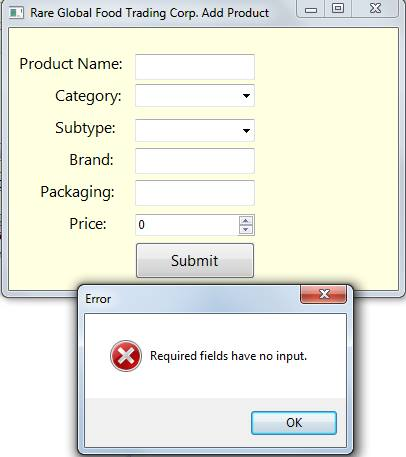 Rare Global Food Trading Corp. Add Product
Product Name:
Category:
Subtype:
Brand:
Packaging:
Price: 0
Submit
Error
Required fields have no input.
OK